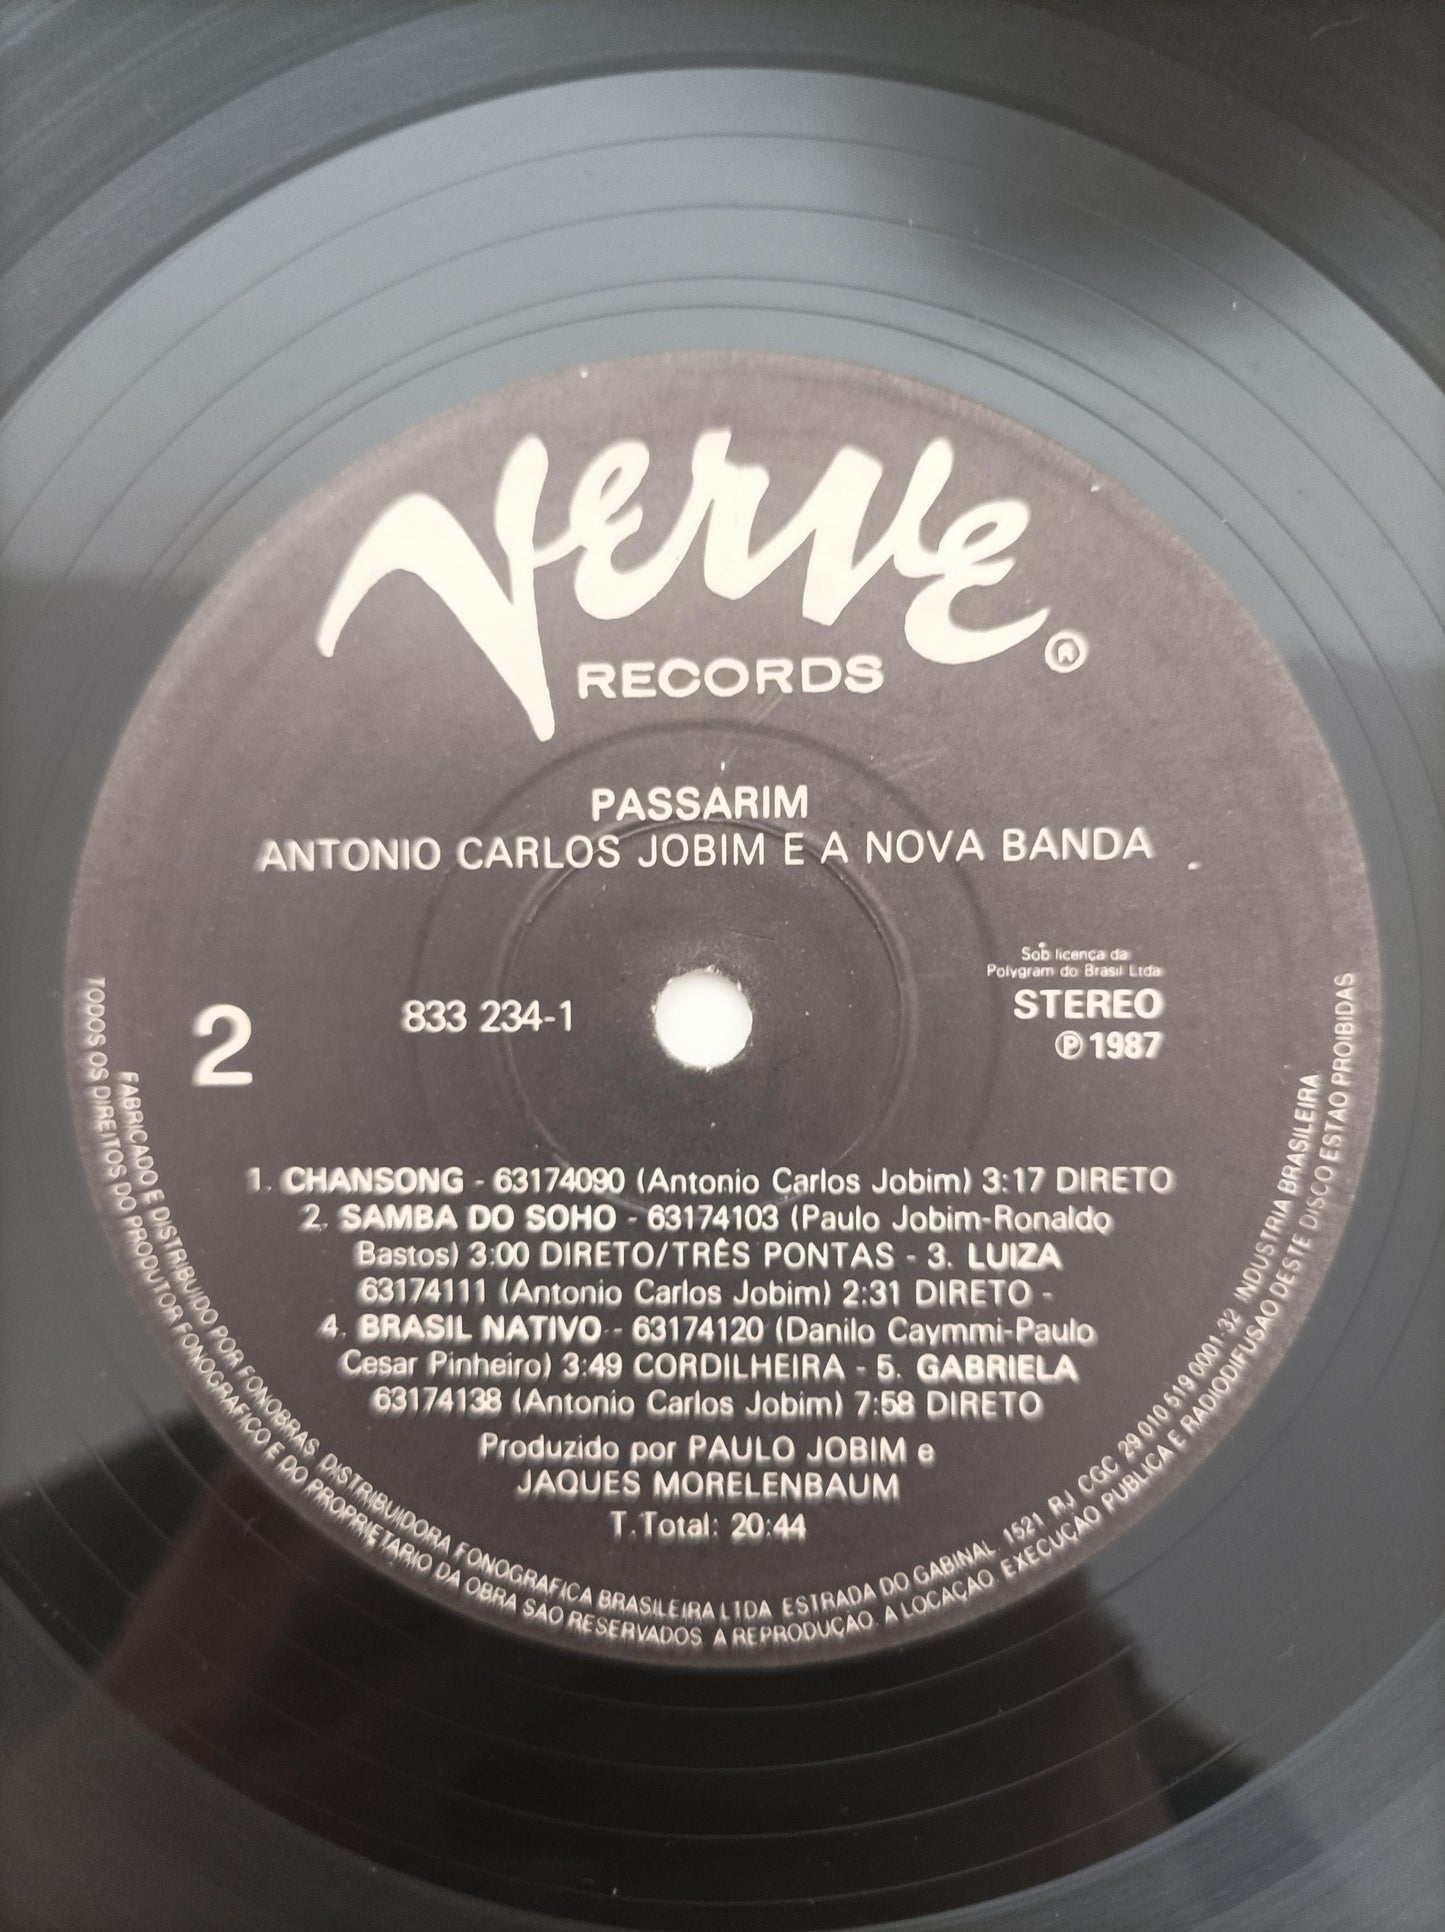 Verve ®
RECORDS
PASSARIM
ANTONIO CARLOS JOBIM E A NOVA BANDA
Sob licença da
Polygram do Brasil Ltda
STEREO
℗ 1987
833 234-1
2
1. CHANSONG - 63174090 (Antonio Carlos Jobim) 3:17 DIRETO
2. SAMBA DO SOHO - 63174103 (Paulo Jobim-Ronaldo
Bastos) 3:00 DIRETO/TRÊS PONTAS - 3. LUIZA
63174111 (Antonio Carlos Jobim) 2:31 DIRETO -
4. BRASIL NATIVO - 63174120 (Danilo Caymmi-Paulo
Cesar Pinheiro) 3:49 CORDILHEIRA - 5. GABRIELA
63174138 (Antonio Carlos Jobim) 7:58 DIRETO
Produzido por PAULO JOBIM e
JAQUES MORELENBAUM
T.Total: 20:44
FABRICADO E DISTRIBUIDO POR FONOBRAS, DISTRIBUIDORA FONOGRAFICA BRASILEIRA LTDA ESTRADA DO GABINAL, 1521 RJ CGC 29 010 519 0001-32 INDUSTRIA BRASILEIRA
TODOS OS DIREITOS DO PRODUTOR FONOGRAFICO E DO PROPRIETARIO DA OBRA SAO RESERVADOS A REPRODUÇAO. A LOCAÇAO. EXECUÇAO PUBLICA E RADIODIFUSAO DESTE DISCO ESTAO PROIBIDAS